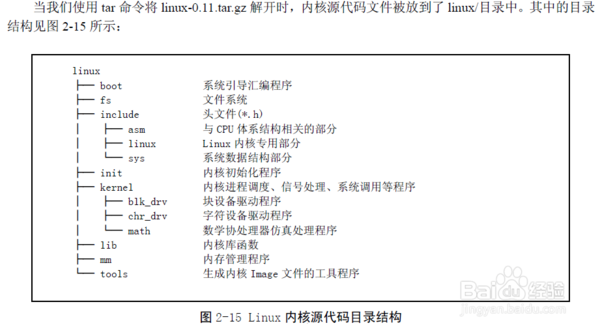 当我们使用 tar 命令将 linux-0.11.tar.gz 解开时，内核源代码文件被放到了 linux/目录中。其中的目录
结构见图 2-15 所示：
linux
├── boot 系统引导汇编程序
├── fs 文件系统
├── include 头文件(*.h)
│ ├── asm 与 CPU 体系结构相关的部分
│ ├── linux Linux 内核专用部分
│ └── sys 系统数据结构部分
├── init 内核初始化程序
├── kernel 内核进程调度、信号处理、系统调用等程序
│ ├── blk_drv 块设备驱动程序
│ ├── chr_drv 字符设备驱动程序
│ └── math 数学协处理器仿真处理程序
├── lib 内核库函数
├── mm 内存管理程序
└── tools 生成内核 Image 文件的工具程序
图 2-15 Linux 内核源代码目录结构
Baidu 经验
jingyan.baidu.com